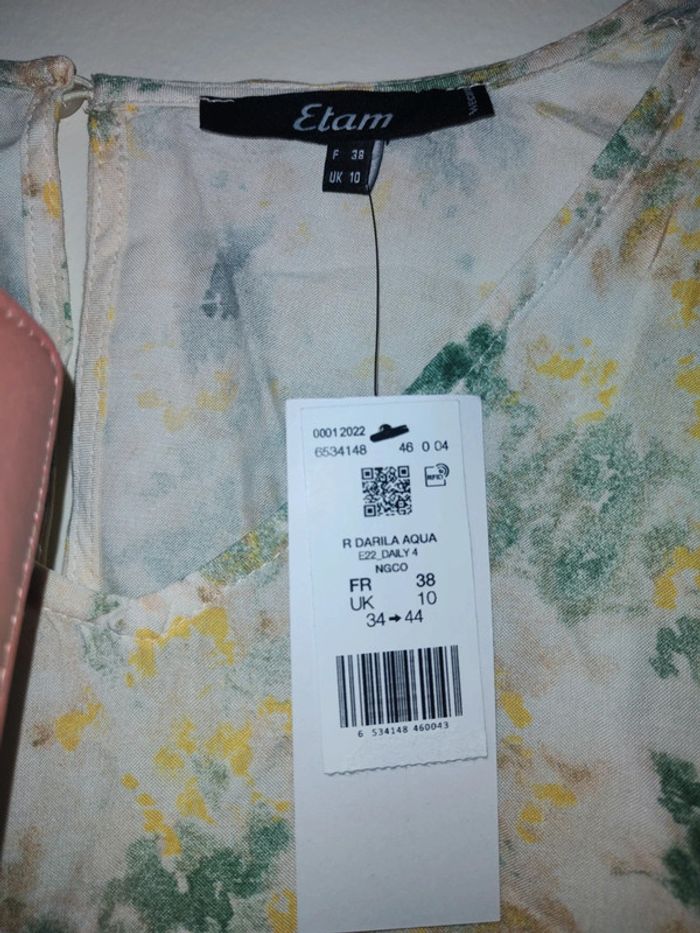 Etam
F 38
UK 10
00012022
6534148 46 0 04
RFID
R DARILA AQUA
E22_DAILY 4
NGCO
FR 38
UK 10
34→44
6 534148 460043